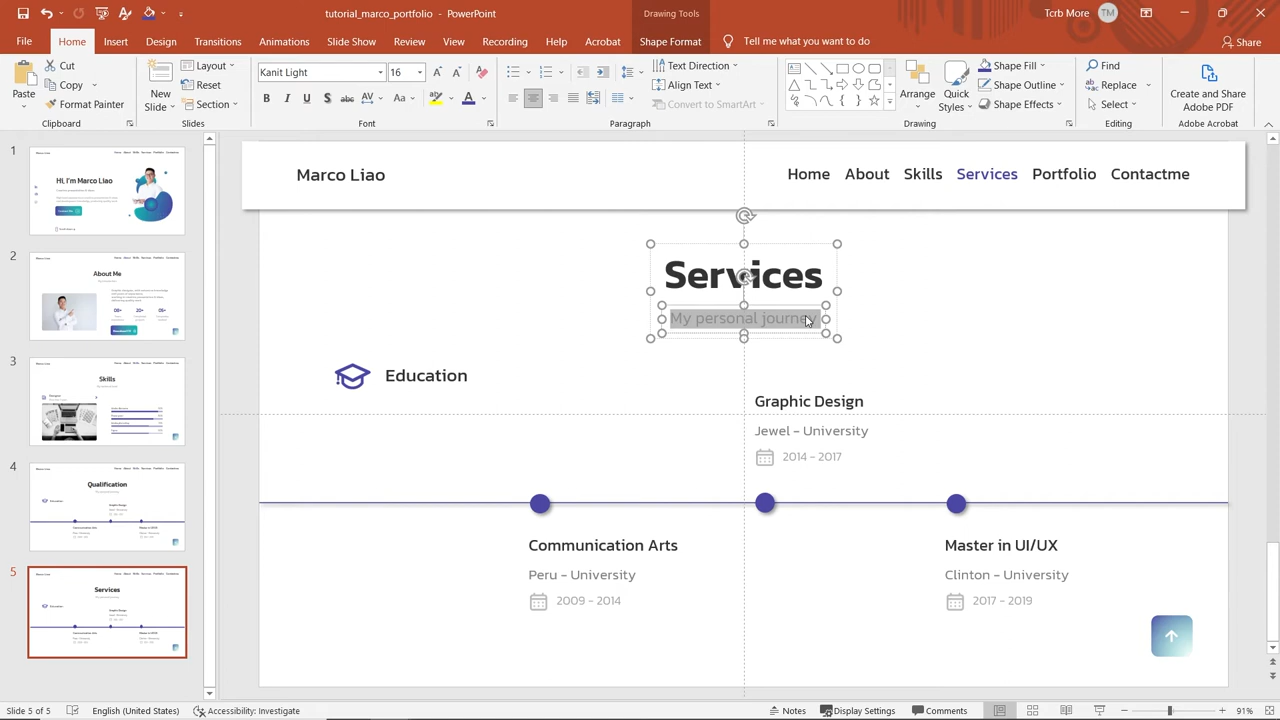 tutorial_liarco_portfolio - PowerPoint
Drawing Tools
Tcrb More
TM
File
Home
Insert
Design
Transitions
Animations
Slide Show
Review
View
Recording
Help
Acrobat
Shape Format
Tell me what you want to do
Share
Paste
Cut
Copy
Format Painter
Clipboard
New Slide
Layout
Reset
Section
Slides
Kanit Light
16
Font
Text Direction
Align Text
Convert to SmartArt
Paragraph
Arrange
Quick Styles
Shape Fill
Shape Outline
Shape Effects
Drawing
Find
Replace
Select
Editing
Create and Share Adobe PDF
Adobe Acrobat
1
Hi, I'm Marco Liao
2
About Me
Skills
4
Qualification
5
Services
Marco Liao
Home
About
Skills
Services
Portfolio
Contactme
Services
My personal journey
Education
Graphic Design
Jewel - University
2014 - 2017
Communication Arts
Peru - University
2009 - 2014
Master in UI/UX
Clinton - University
2017 - 2019
Slide 5 of 5
English (United States)
Accessibility: Investigate
Notes
Display Settings
Comments
91%